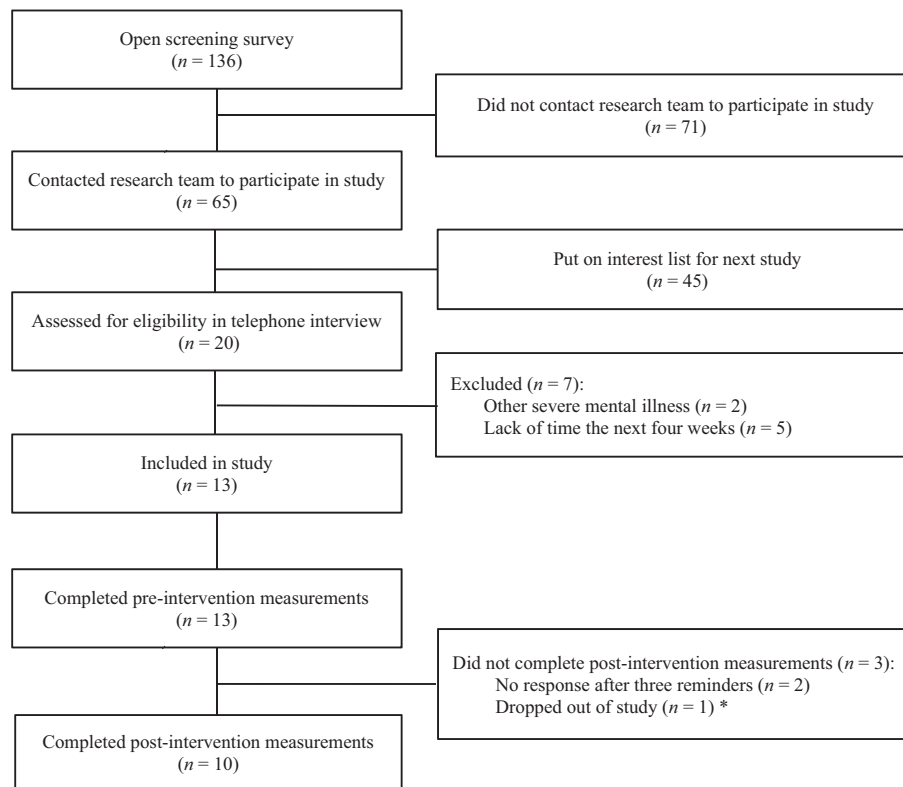 Open screening survey
(n = 136)
Did not contact research team to participate in study
(n = 71)
Contacted research team to participate in study
(n = 65)
Put on interest list for next study
(n = 45)
Assessed for eligibility in telephone interview
(n = 20)
Excluded (n = 7):
Other severe mental illness (n = 2)
Lack of time the next four weeks (n = 5)
Included in study
(n = 13)
Completed pre-intervention measurements
(n = 13)
Did not complete post-intervention measurements (n = 3):
No response after three reminders (n = 2)
Dropped out of study (n = 1) *
Completed post-intervention measurements
(n = 10)